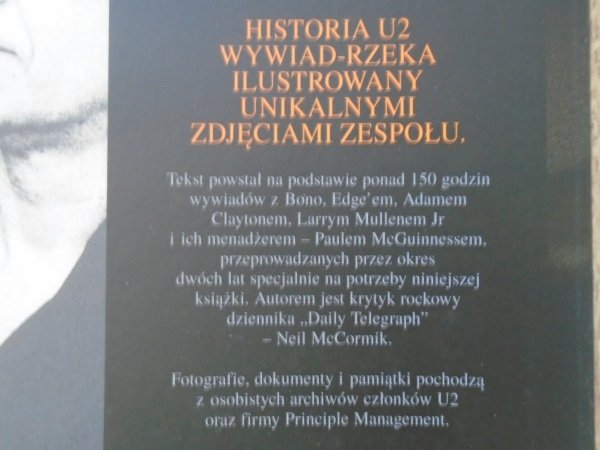 HISTORIA U2
WYWIAD-RZEKA
ILUSTROWANY
UNIKALNYMI
ZDJĘCIAMI ZESPOŁU.
Tekst powstał na podstawie ponad 150 godzin
wywiadów z Bono, Edge'em, Adamem
Claytonem, Larrym Mullenem Jr
i ich menadżerem – Paulem McGuinnessem,
przeprowadzanych przez okres
dwóch lat specjalnie na potrzeby niniejszej
książki. Autorem jest krytyk rockowy
dziennika „Daily Telegraph”
– Neil McCormik.
Fotografie, dokumenty i pamiątki pochodzą
z osobistych archiwów członków U2
oraz firmy Principle Management.